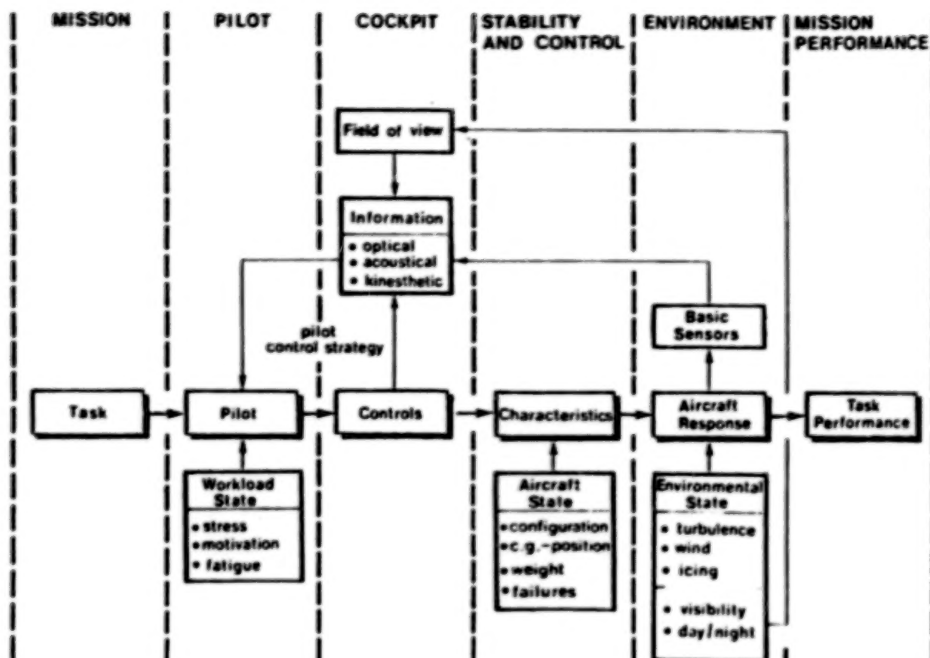 MISSION
PILOT
COCKPIT
STABILITY
AND CONTROL
ENVIRONMENT
MISSION
PERFORMANCE
Field of view
Information
• optical
• acoustical
• kinesthetic
pilot
control strategy
Basic
Sensors
Task
Pilot
Controls
Characteristics
Aircraft
Response
Task
Performance
Workload
State
• stress
• motivation
• fatigue
Aircraft
State
• configuration
• c.g.-position
• weight
• failures
Environmental
State
• turbulence
• wind
• icing
• visibility
• day/night